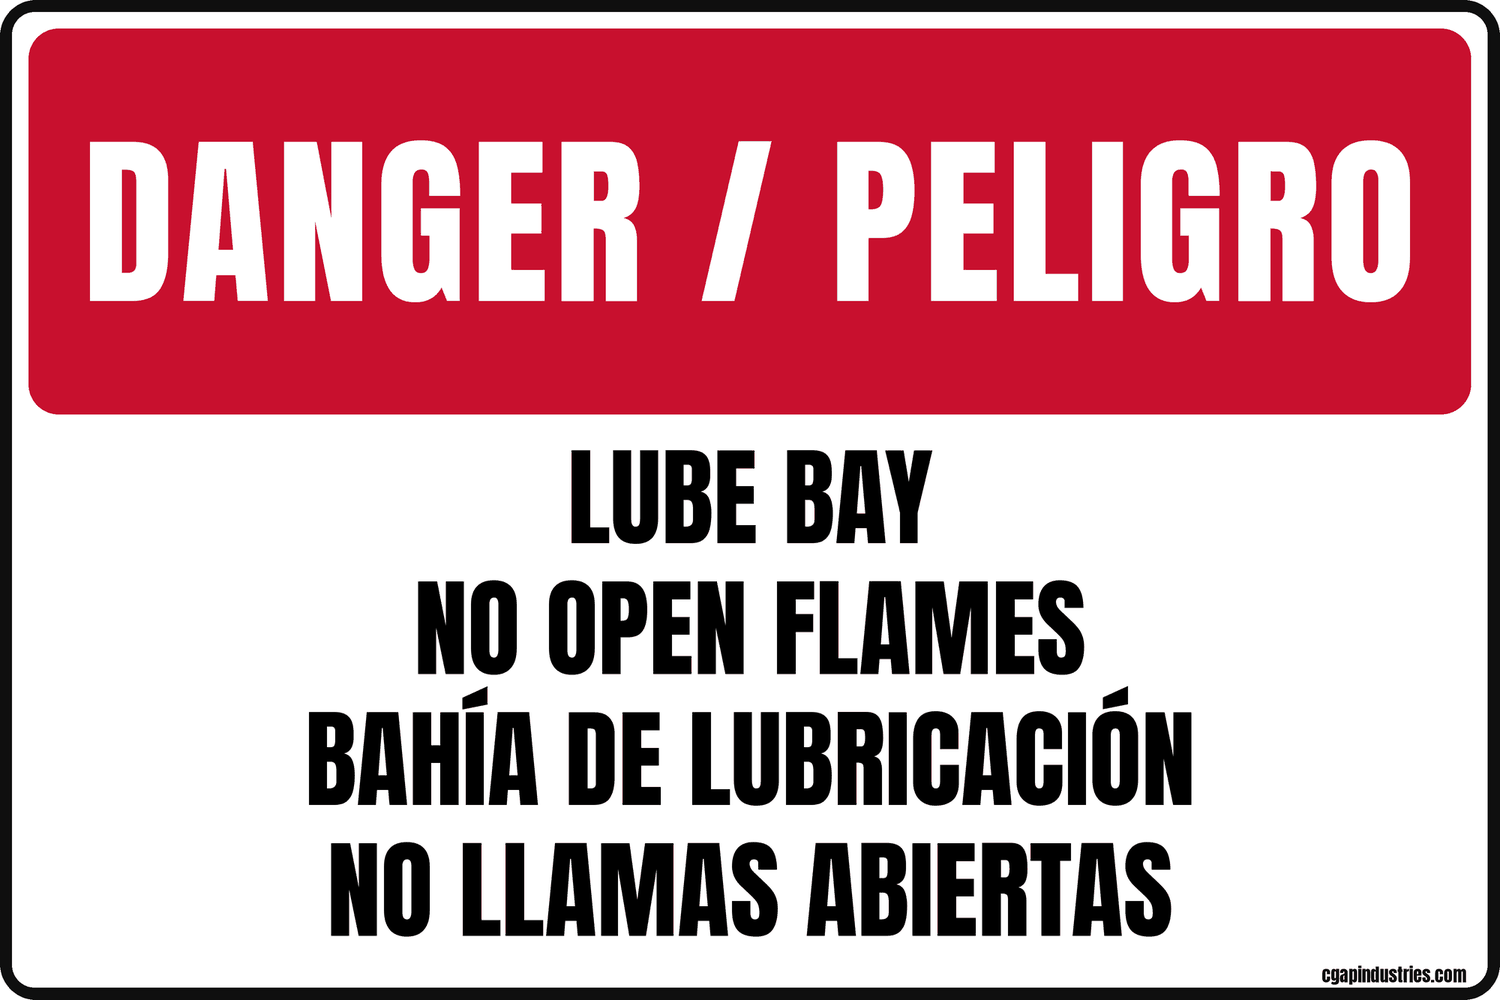 DANGER / PELIGRO
LUBE BAY
NO OPEN FLAMES
BAHÍA DE LUBRICACIÓN
NO LLAMAS ABIERTAS
cgapindustries.com